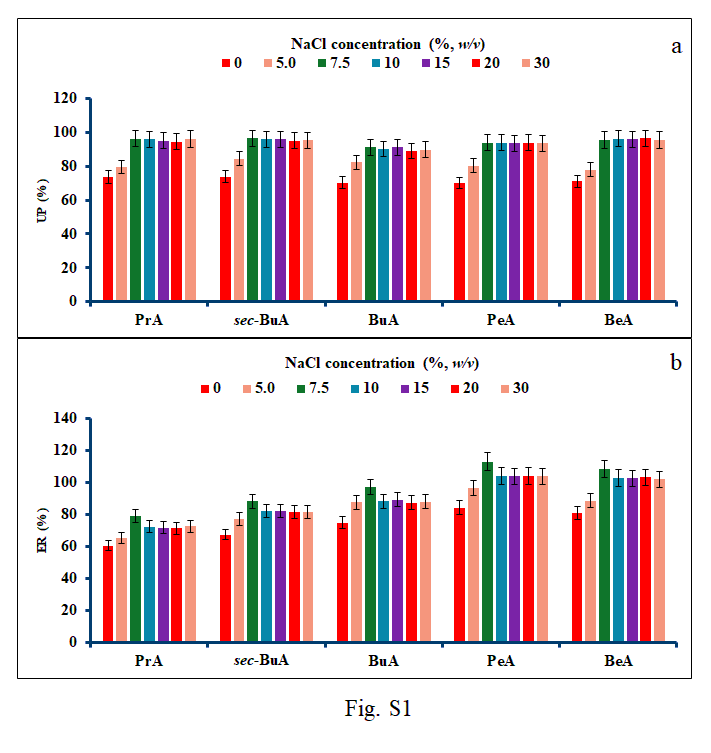 NaCl concentration (%, w/v)
a
0 5.0 7.5 10 15 20 30
120
100
80
60
40
20
0
UP (%)
PrA sec-BuA BuA PeA BeA
NaCl concentration (%, w/v)
b
0 5.0 7.5 10 15 20 30
140
120
100
80
60
40
20
0
ER (%)
PrA sec-BuA BuA PeA BeA
Fig. S1